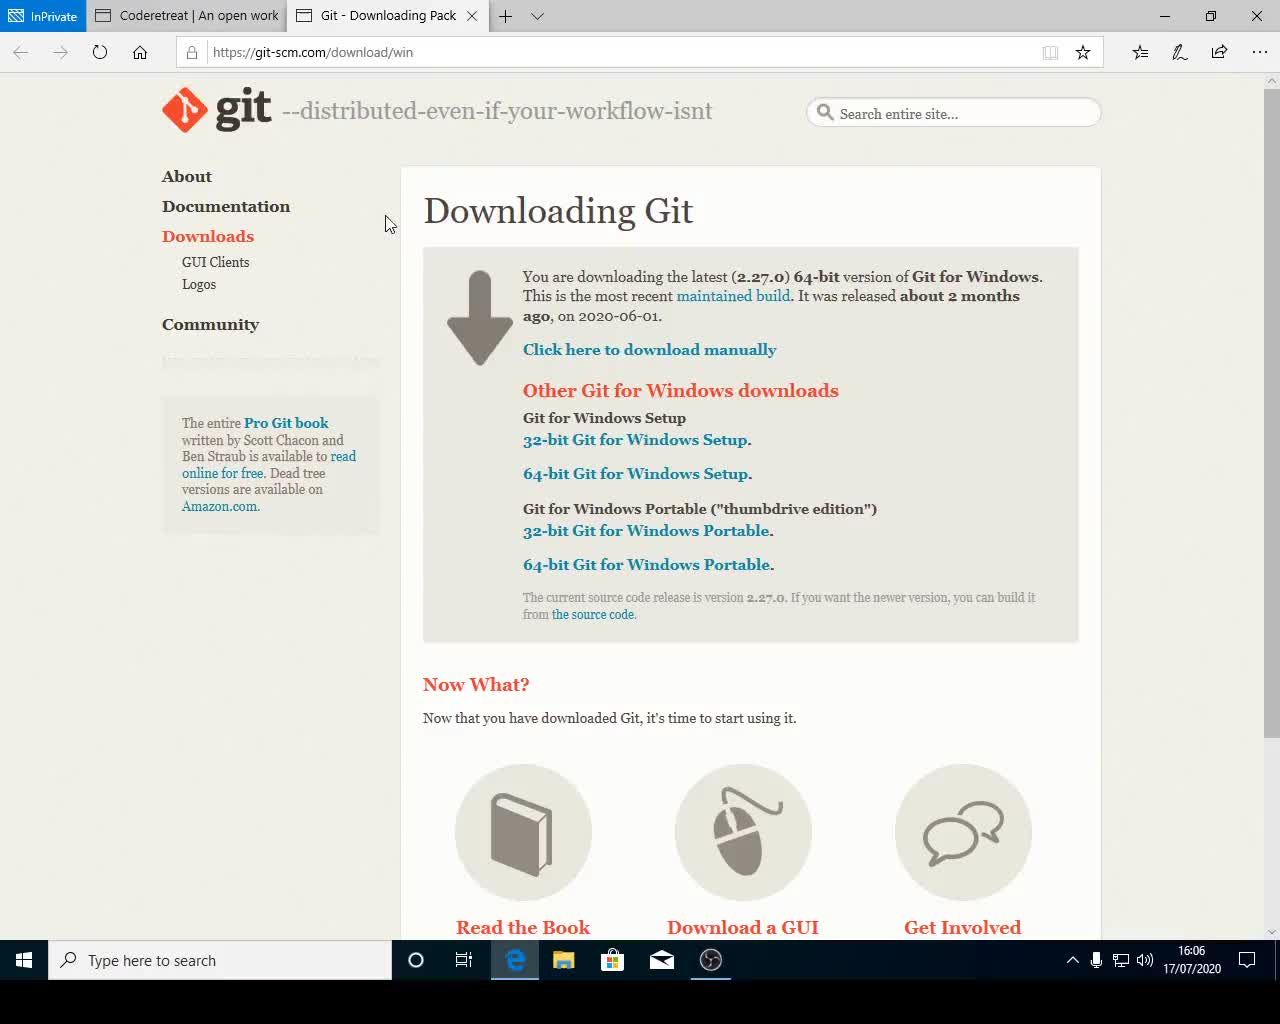 InPrivate
Coderetreat | An open work
Git - Downloading Pack
https://git-scm.com/download/win
git --distributed-even-if-your-workflow-isnt
Search entire site...
About
Documentation
Downloads
GUI Clients
Logos
Community
The entire Pro Git book
written by Scott Chacon and
Ben Straub is available to read
online for free. Dead tree
versions are available on
Amazon.com.
Downloading Git
You are downloading the latest (2.27.0) 64-bit version of Git for Windows.
This is the most recent maintained build. It was released about 2 months
ago, on 2020-06-01.
Click here to download manually
Other Git for Windows downloads
Git for Windows Setup
32-bit Git for Windows Setup.
64-bit Git for Windows Setup.
Git for Windows Portable ("thumbdrive edition")
32-bit Git for Windows Portable.
64-bit Git for Windows Portable.
The current source code release is version 2.27.0. If you want the newer version, you can build it
from the source code.
Now What?
Now that you have downloaded Git, it's time to start using it.
Read the Book
Download a GUI
Get Involved
Type here to search
16:06
17/07/2020